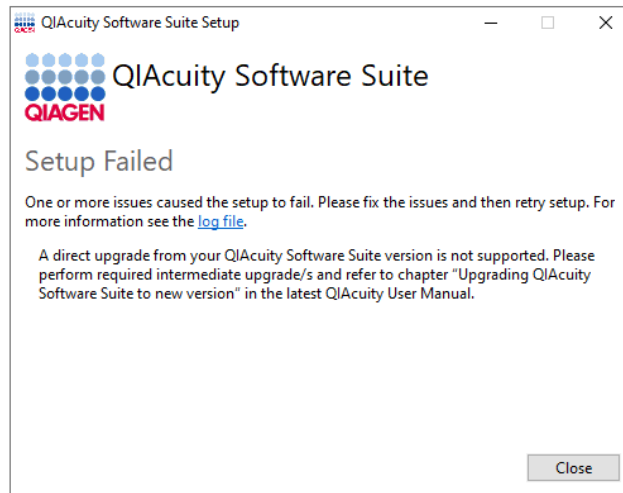 QIAcuity Software Suite Setup
QIAcuity Software Suite
QIAGEN
Setup Failed
One or more issues caused the setup to fail. Please fix the issues and then retry setup. For
more information see the log file.
A direct upgrade from your QIAcuity Software Suite version is not supported. Please
perform required intermediate upgrade/s and refer to chapter "Upgrading QIAcuity
Software Suite to new version" in the latest QIAcuity User Manual.
Close